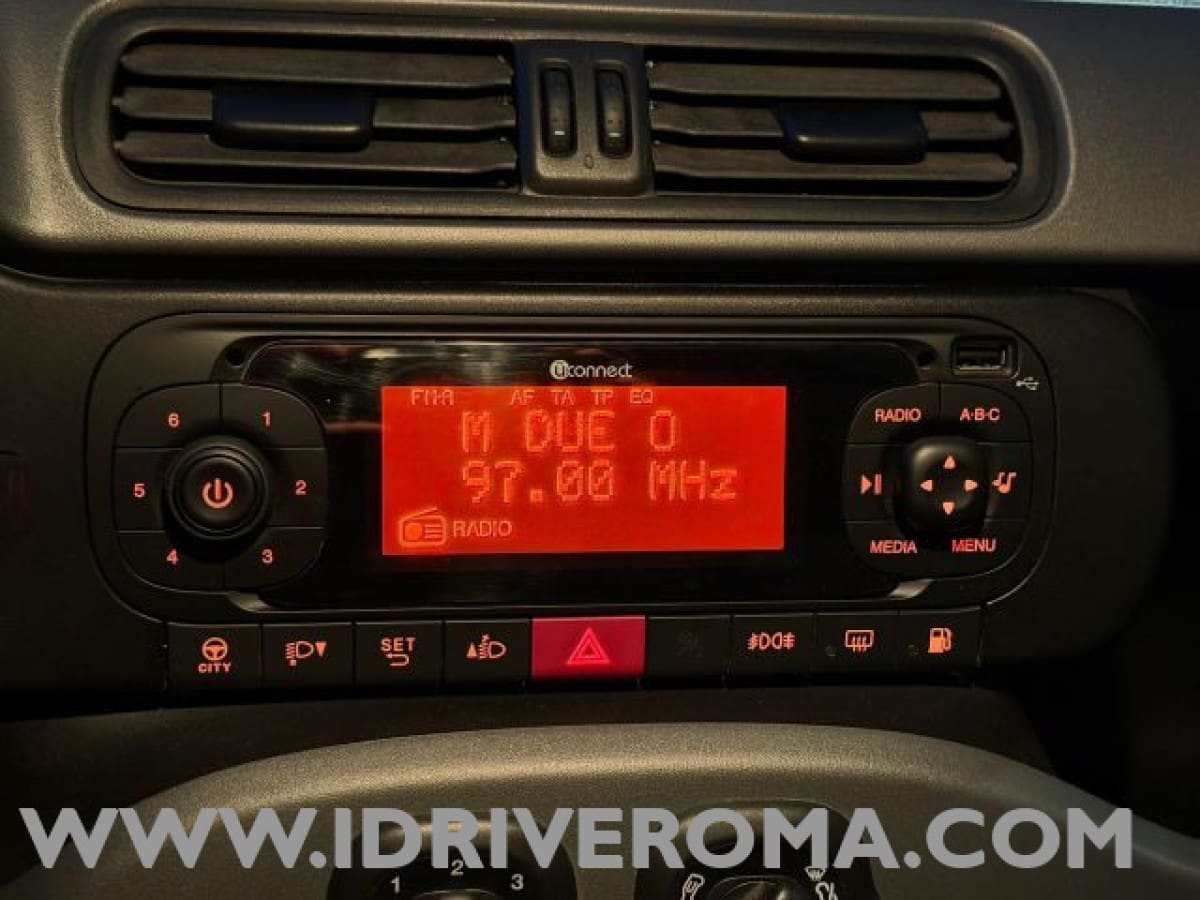 Uconnect
FM-A AF TA TP EQ
M DUE O
97.00 MHz
RADIO
6 1
5 2
4 3
RADIO A·B·C
MEDIA MENU
CITY
SET
1 2 3
WWW.IDRIVEROMA.COM